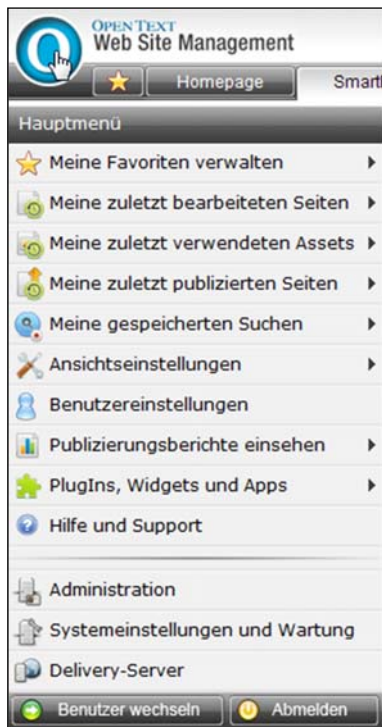 OPEN TEXT
Web Site Management
Homepage
Smart
Hauptmenü
Meine Favoriten verwalten
Meine zuletzt bearbeiteten Seiten
Meine zuletzt verwendeten Assets
Meine zuletzt publizierten Seiten
Meine gespeicherten Suchen
Ansichtseinstellungen
Benutzereinstellungen
Publizierungsberichte einsehen
PlugIns, Widgets und Apps
Hilfe und Support
Administration
Systemeinstellungen und Wartung
Delivery-Server
Benutzer wechseln
Abmelden